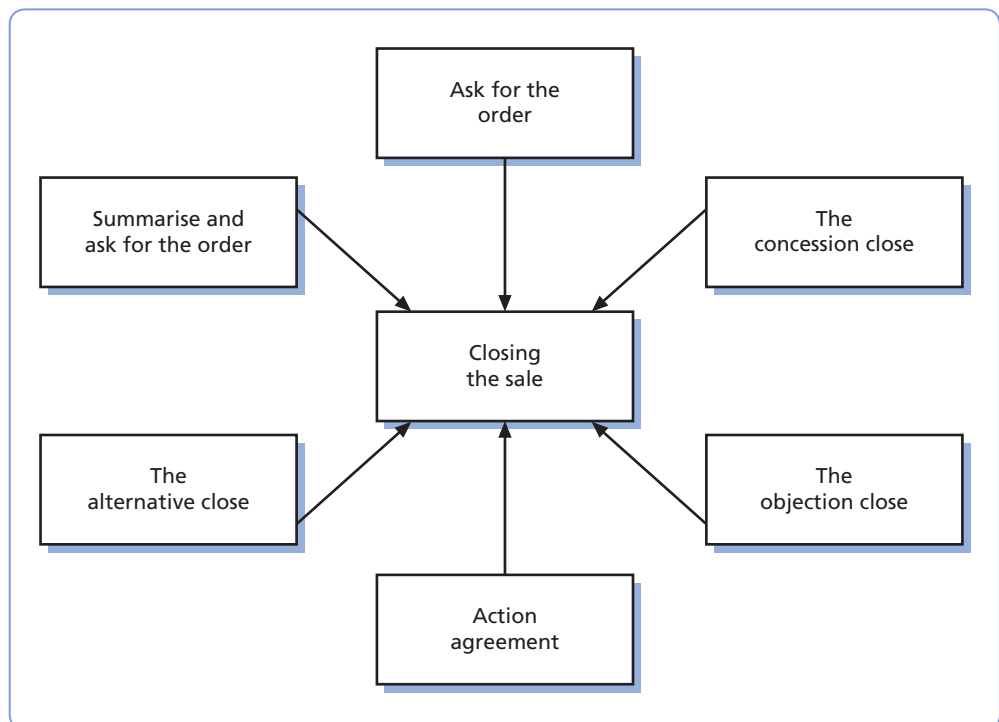 Ask for the
order
Summarise and
ask for the order
The
concession close
Closing
the sale
The
alternative close
The
objection close
Action
agreement